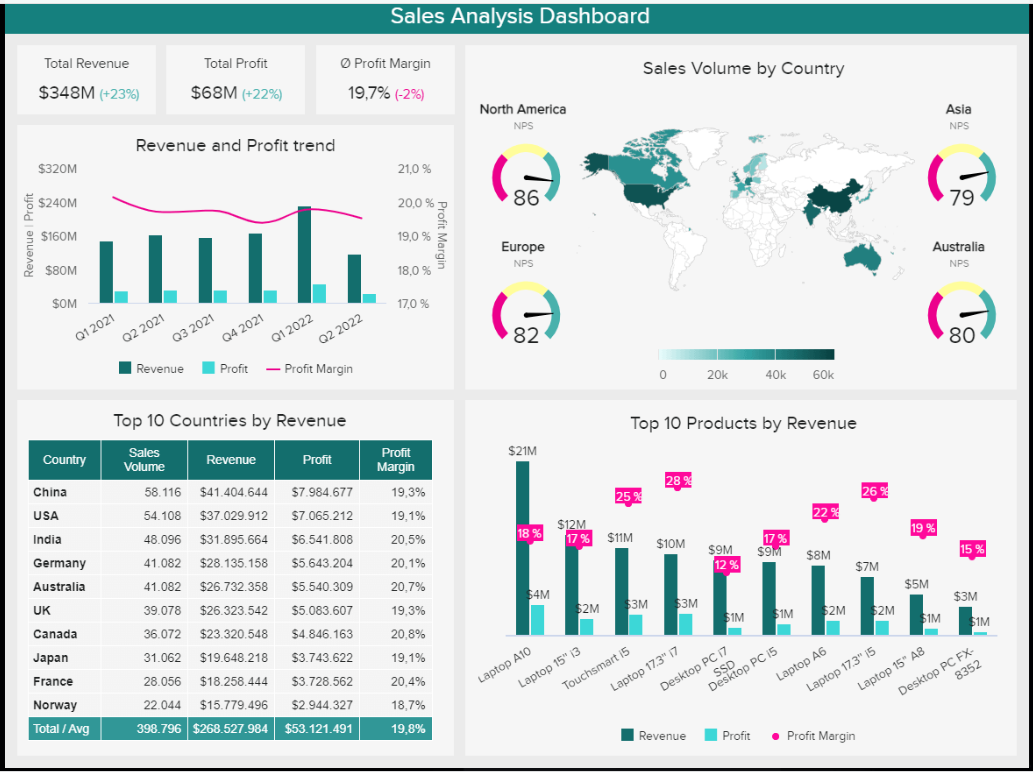 Sales Analysis Dashboard
Total Revenue
$348M (+23%)
Total Profit
$68M (+22%)
Ø Profit Margin
19,7% (-2%)
Revenue and Profit trend
Revenue | Profit
$320M
$240M
$160M
$80M
$0M
21,0 %
20,0 %
19,0 %
18,0 %
17,0 %
Profit Margin
Q1 2021
Q2 2021
Q3 2021
Q4 2021
Q1 2022
Q2 2022
Revenue Profit Profit Margin
Sales Volume by Country
North America
NPS
86
Asia
NPS
79
Europe
NPS
82
Australia
NPS
80
0 20k 40k 60k
Top 10 Countries by Revenue
Country Sales Volume Revenue Profit Profit Margin
China 58.116 $41.404.644 $7.984.677 19,3%
USA 54.108 $37.029.912 $7.065.212 19,1%
India 48.096 $31.895.664 $6.541.808 20,5%
Germany 41.082 $28.135.158 $5.643.204 20,1%
Australia 41.082 $26.732.358 $5.540.309 20,7%
UK 39.078 $26.323.542 $5.083.607 19,3%
Canada 36.072 $23.320.548 $4.846.163 20,8%
Japan 31.062 $19.648.218 $3.743.622 19,1%
France 28.056 $18.258.444 $3.728.562 20,4%
Norway 22.044 $15.779.496 $2.944.327 18,7%
Total / Avg 398.796 $268.527.984 $53.121.491 19,8%
Top 10 Products by Revenue
$21M
18 %
$4M
$12M
17 %
$2M
$11M
25 %
$3M
$10M
28 %
$3M
$9M
12 %
$1M
$9M
17 %
$1M
$8M
22 %
$2M
$7M
26 %
$2M
$5M
19 %
$1M
$3M
15 %
$1M
Laptop A10
Laptop 15" i3
Touchsmart i5
Laptop 17.3" i7
Desktop PC i7
SSD
Desktop PC i5
Laptop A6
Laptop 17.3" i5
Laptop 15" A8
Desktop PC FX-
8352
Revenue Profit Profit Margin